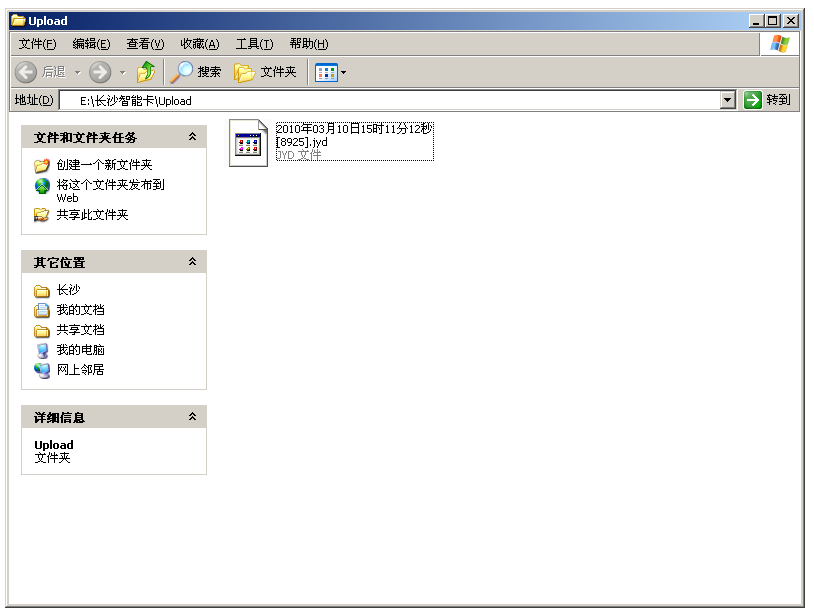 Upload
文件(F) 编辑(E) 查看(V) 收藏(A) 工具(T) 帮助(H)
后退 搜索 文件夹
地址(D) E:\长沙智能卡\Upload 转到
文件和文件夹任务
创建一个新文件夹
将这个文件夹发布到
Web
共享此文件夹
其它位置
长沙
我的文档
共享文档
我的电脑
网上邻居
详细信息
Upload
文件夹
2010年03月10日15时11分12秒
[8925].jyd
JYD 文件